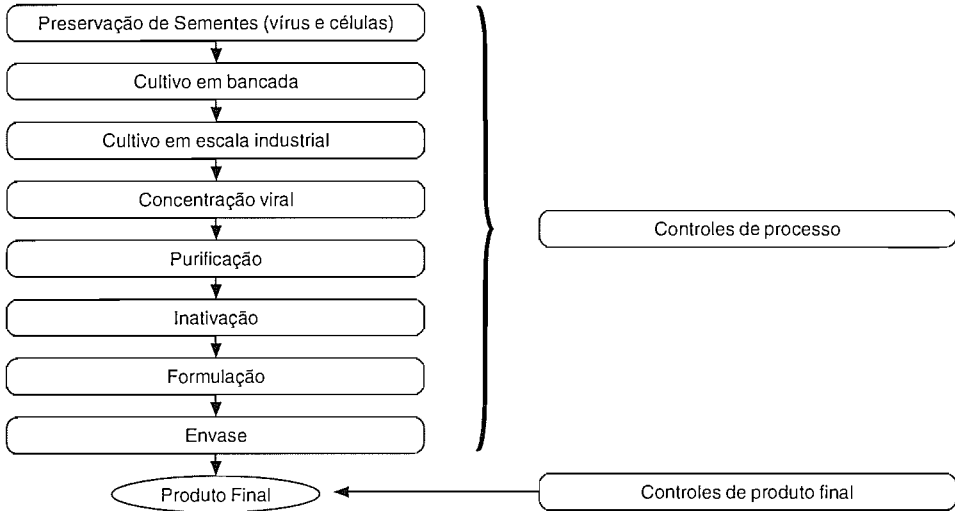 Preservação de Sementes (vírus e células)
Cultivo em bancada
Cultivo em escala industrial
Concentração viral
Purificação
Inativação
Formulação
Envase
Produto Final
Controles de processo
Controles de produto final